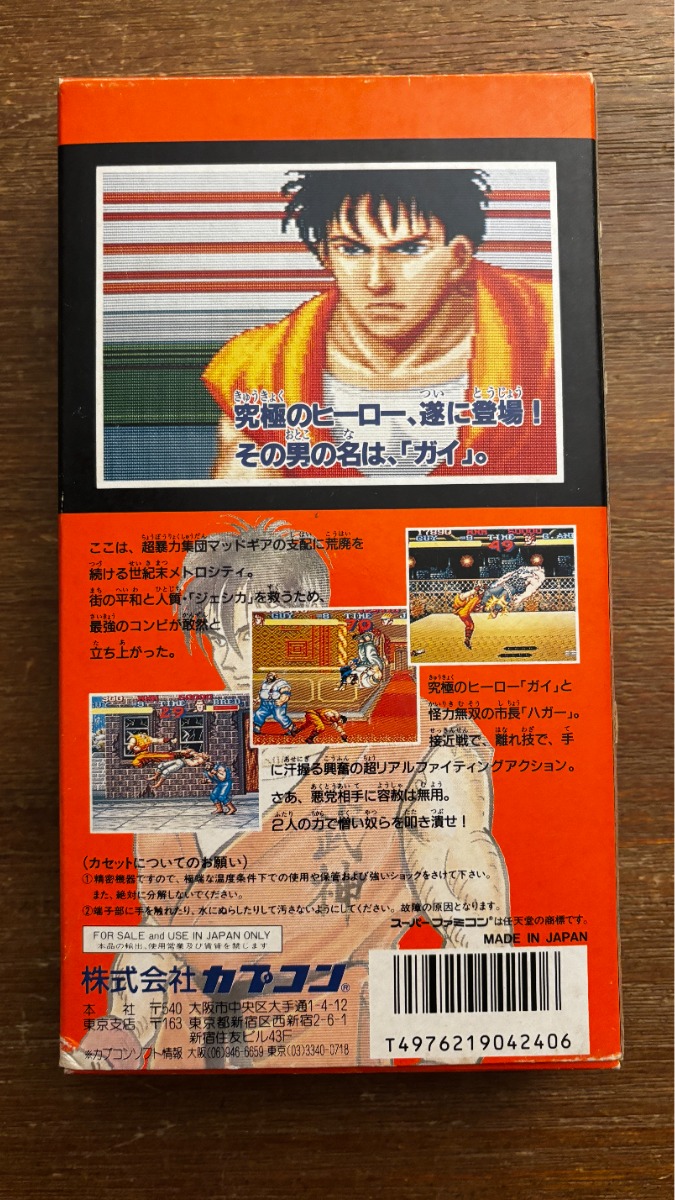 究極のヒーロー、遂に登場！
その男の名は、「ガイ」。
ここは、超暴力集団マッドギアの支配に荒廃を
続ける世紀末メトロシティ。
街の平和と人質・「ジェシカ」を救うため、
最強のコンビが敢然と
立ち上がった。
究極のヒーロー「ガイ」と
怪力無双の市長「ハガー」。
接近戦で、離れ技で、手
に汗握る興奮の超リアルファイティングアクション。
さあ、悪党相手に容赦は無用。
2人の力で憎い奴らを叩き潰せ！
(カセットについてのお願い)
①精密機器ですので、極端な温度条件下での使用や保管および強いショックをさけて下さい。
また、絶対に分解しないでください。
②端子部に手を触れたり、水にぬらしたりして汚さないようにしてください。故障の原因となります。
スーパーファミコン®は任天堂の商標です。
FOR SALE and USE IN JAPAN ONLY
本品の輸出、使用営業及び賃貸を禁じます
MADE IN JAPAN
株式会社カプコン®
本社 〒540 大阪市中央区大手通1-4-12
東京支店 〒163 東京都新宿区西新宿2-6-1
新宿住友ビル43F
※カプコンソフト情報 大阪(06)946-6659 東京(03)3340-0718
T4976219042406